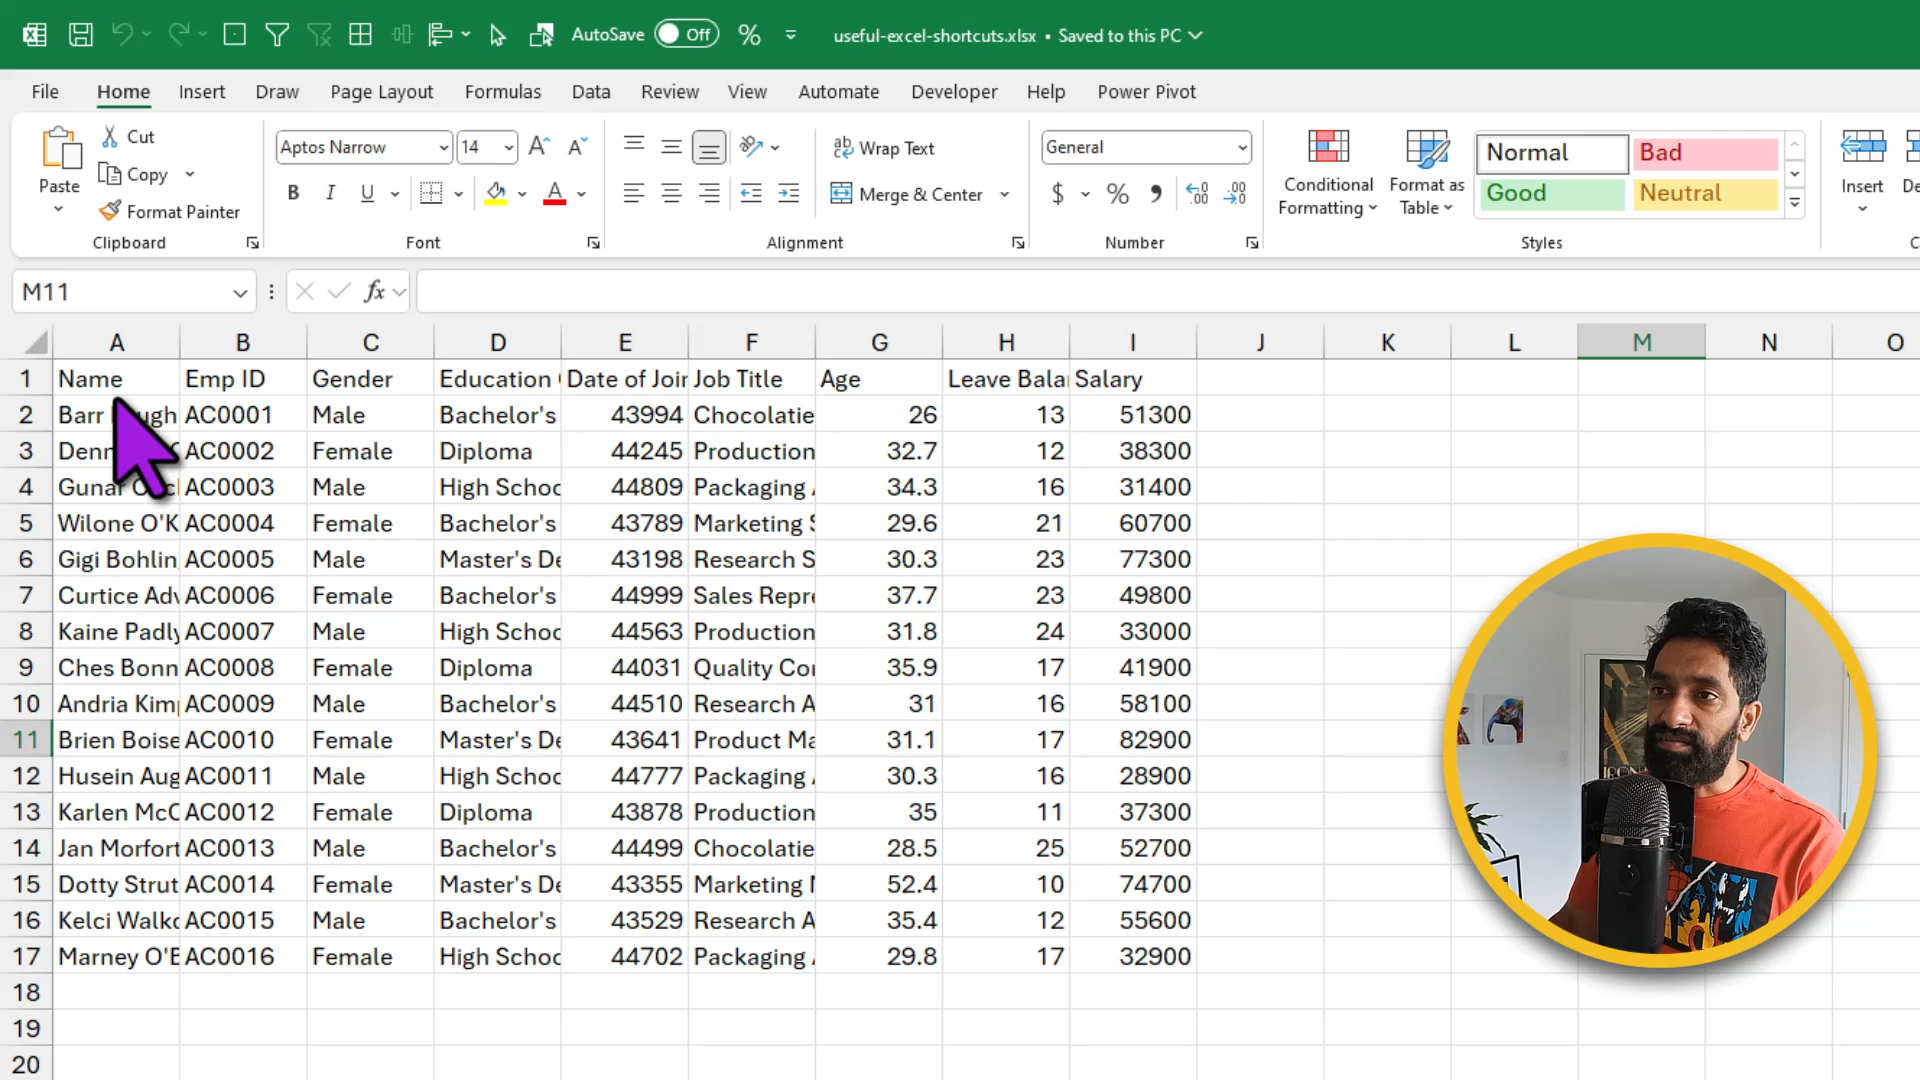 AutoSave Off % useful-excel-shortcuts.xlsx • Saved to this PC
File Home Insert Draw Page Layout Formulas Data Review View Automate Developer Help Power Pivot
Paste Cut Copy Format Painter
Clipboard
Aptos Narrow 14
B I U
Font
Wrap Text
Merge & Center
Alignment
General
$ % 9
Number
Conditional Formatting
Format as Table
Normal Bad
Good Neutral
Styles
Insert
M11 fx
A B C D E F G H I J K L M N O
1 Name Emp ID Gender Education Date of Joi Job Title Age Leave Bala Salary
2 Barr AC0001 Male Bachelor's 43994 Chocolatie 26 13 51300
3 Denn AC0002 Female Diploma 44245 Production 32.7 12 38300
4 Gunar AC0003 Male High Schoo 44809 Packaging 34.3 16 31400
5 Wilone O'K AC0004 Female Bachelor's 43789 Marketing S 29.6 21 60700
6 Gigi Bohlin AC0005 Male Master's De 43198 Research S 30.3 23 77300
7 Curtice Adv AC0006 Female Bachelor's 44999 Sales Repre 37.7 23 49800
8 Kaine Padly AC0007 Male High Schoo 44563 Production 31.8 24 33000
9 Ches Bonn AC0008 Female Diploma 44031 Quality Cor 35.9 17 41900
10 Andria Kimp AC0009 Male Bachelor's 44510 Research A 31 16 58100
11 Brien Boise AC0010 Female Master's De 43641 Product Ma 31.1 17 82900
12 Husein Aug AC0011 Male High Schoo 44777 Packaging 30.3 16 28900
13 Karlen McC AC0012 Female Diploma 43878 Production 35 11 37300
14 Jan Morfort AC0013 Male Bachelor's 44499 Chocolatie 28.5 25 52700
15 Dotty Strut AC0014 Female Master's De 43355 Marketing M 52.4 10 74700
16 Kelci Walko AC0015 Male Bachelor's 43529 Research A 35.4 12 55600
17 Marney O'B AC0016 Female High Schoo 44702 Packaging 29.8 17 32900
18
19
20